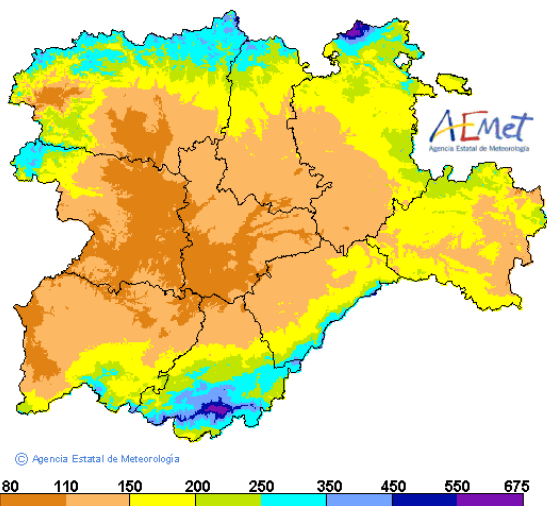 AEMet
Agencia Estatal de Meteorología
© Agencia Estatal de Meteorología
80 110 150 200 250 350 450 550 675